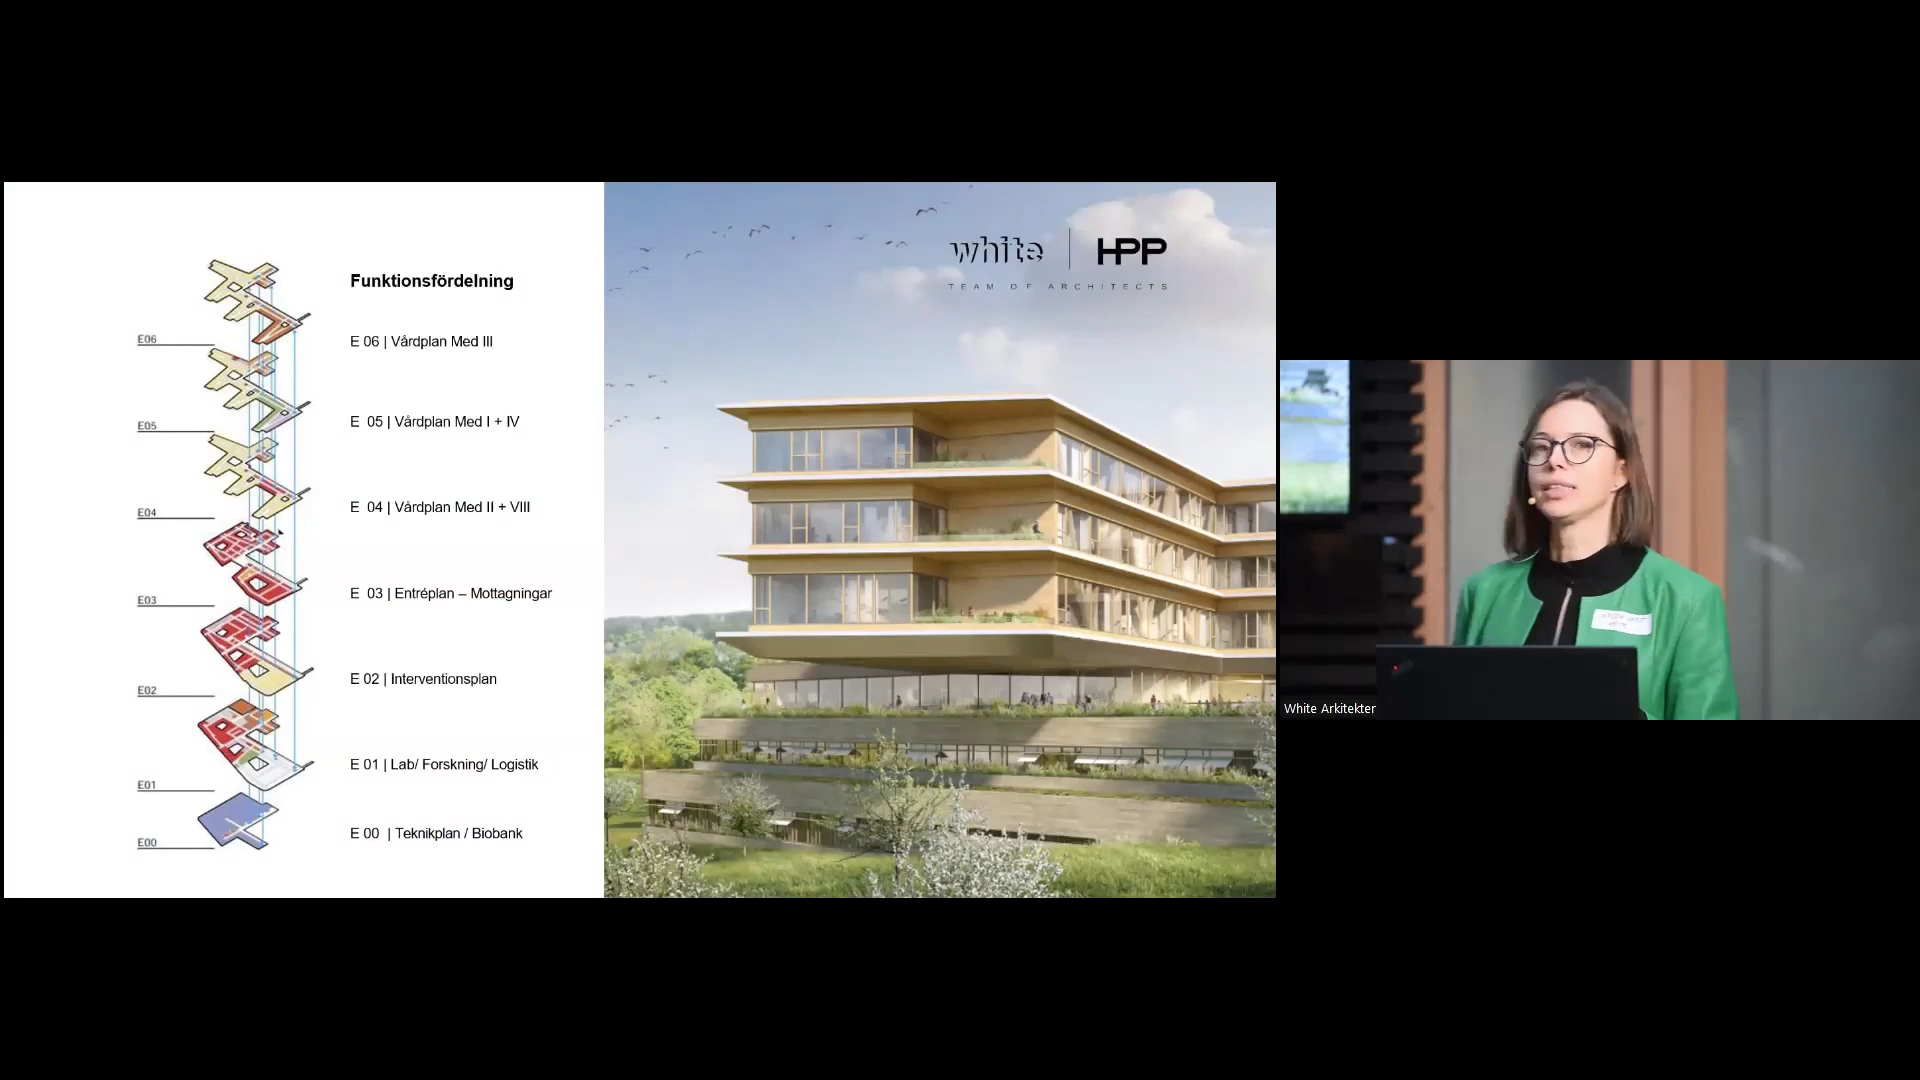 Funktionsfördelning
E06
E 06 | Vårdplan Med III
E05
E 05 | Vårdplan Med I + IV
E04
E 04 | Vårdplan Med II + VIII
E03
E 03 | Entréplan – Mottagningar
E02
E 02 | Interventionsplan
E01
E 01 | Lab/ Forskning/ Logistik
E00
E 00 | Teknikplan / Biobank
white | HPP
TEAM OF ARCHITECTS
White Arkitekter